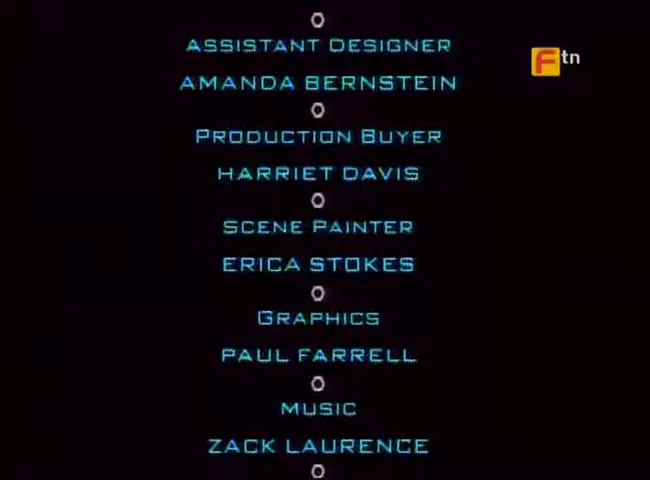 ASSISTANT DESIGNER
Ftn
AMANDA BERNSTEIN
PRODUCTION BUYER
HARRIET DAVIS
SCENE PAINTER
ERICA STOKES
GRAPHICS
PAUL FARRELL
MUSIC
ZACK LAURENCE